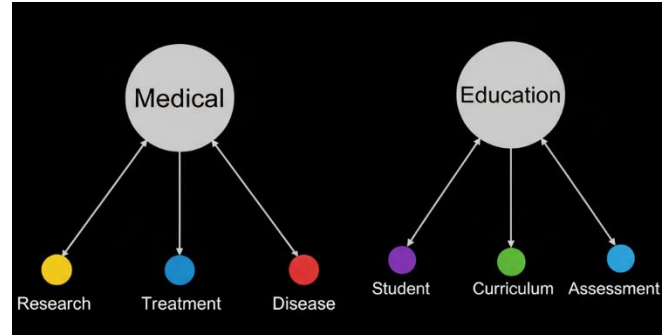 Medical
Research
Treatment
Disease
Education
Student
Curriculum
Assessment